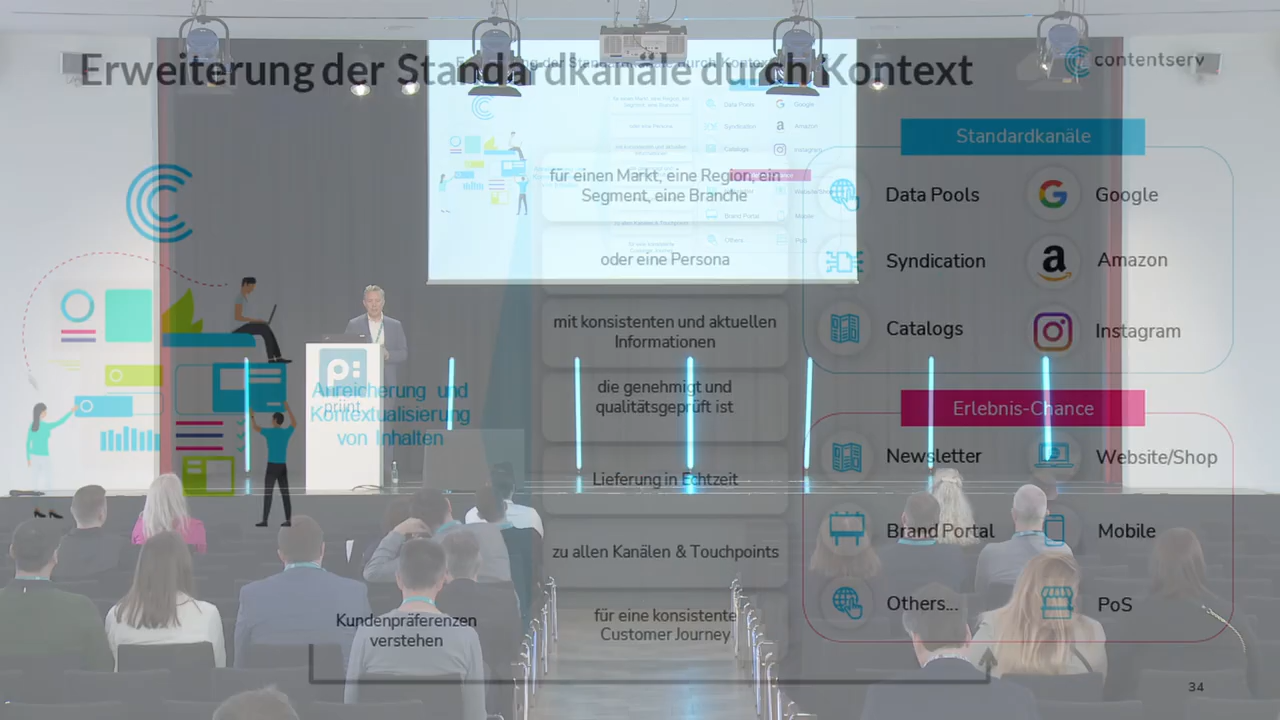 Erweiterung der Standardkanäle durch Kontext
contentserv
Standardkanäle
für einen Markt, eine Region, ein
Segment, eine Branche
Data Pools
Google
oder eine Persona
Syndication
Amazon
mit konsistenten und aktuellen
Informationen
Catalogs
Instagram
p:
priint
Anreicherung und
Kontextualisierung
von Inhalten
die genehmigt und
qualitätsgeprüft ist
Erlebnis-Chance
Newsletter
Website/Shop
Lieferung in Echtzeit
Brand Portal
Mobile
zu allen Kanälen & Touchpoints
Others...
PoS
Kundenpräferenzen
verstehen
für eine konsistente
Customer Journey
34